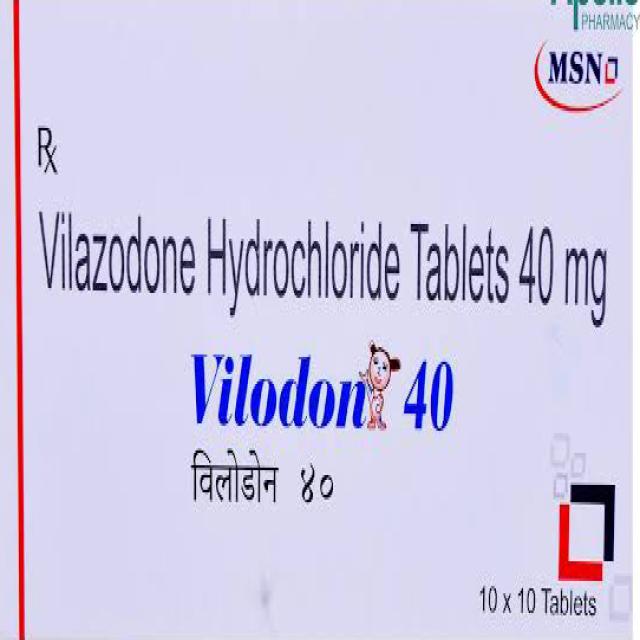 PHARMACY
MSN
Rx
Vilazodone Hydrochloride Tablets 40 mg
Vilodon 40
विलोडोन ४०
10 x 10 Tablets